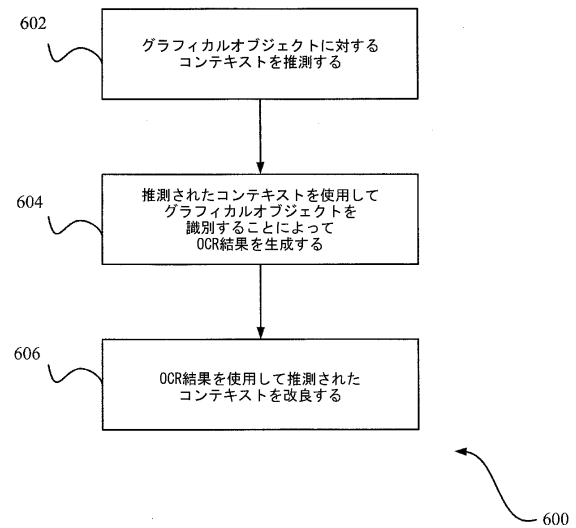 602
グラフィカルオブジェクトに対する
コンテキストを推測する
604
推測されたコンテキストを使用して
グラフィカルオブジェクトを
識別することによって
OCR結果を生成する
606
OCR結果を使用して推測された
コンテキストを改良する
600